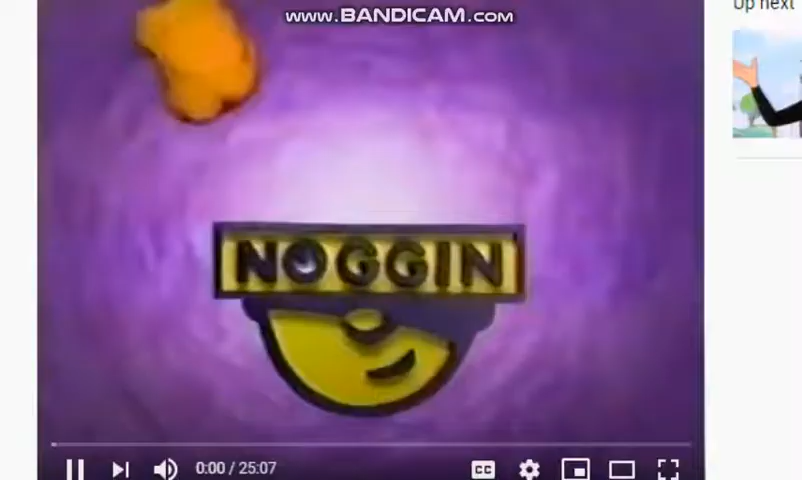 www.BANDICAM.com
Up next
NOGGIN
0:00 / 25:07
CC